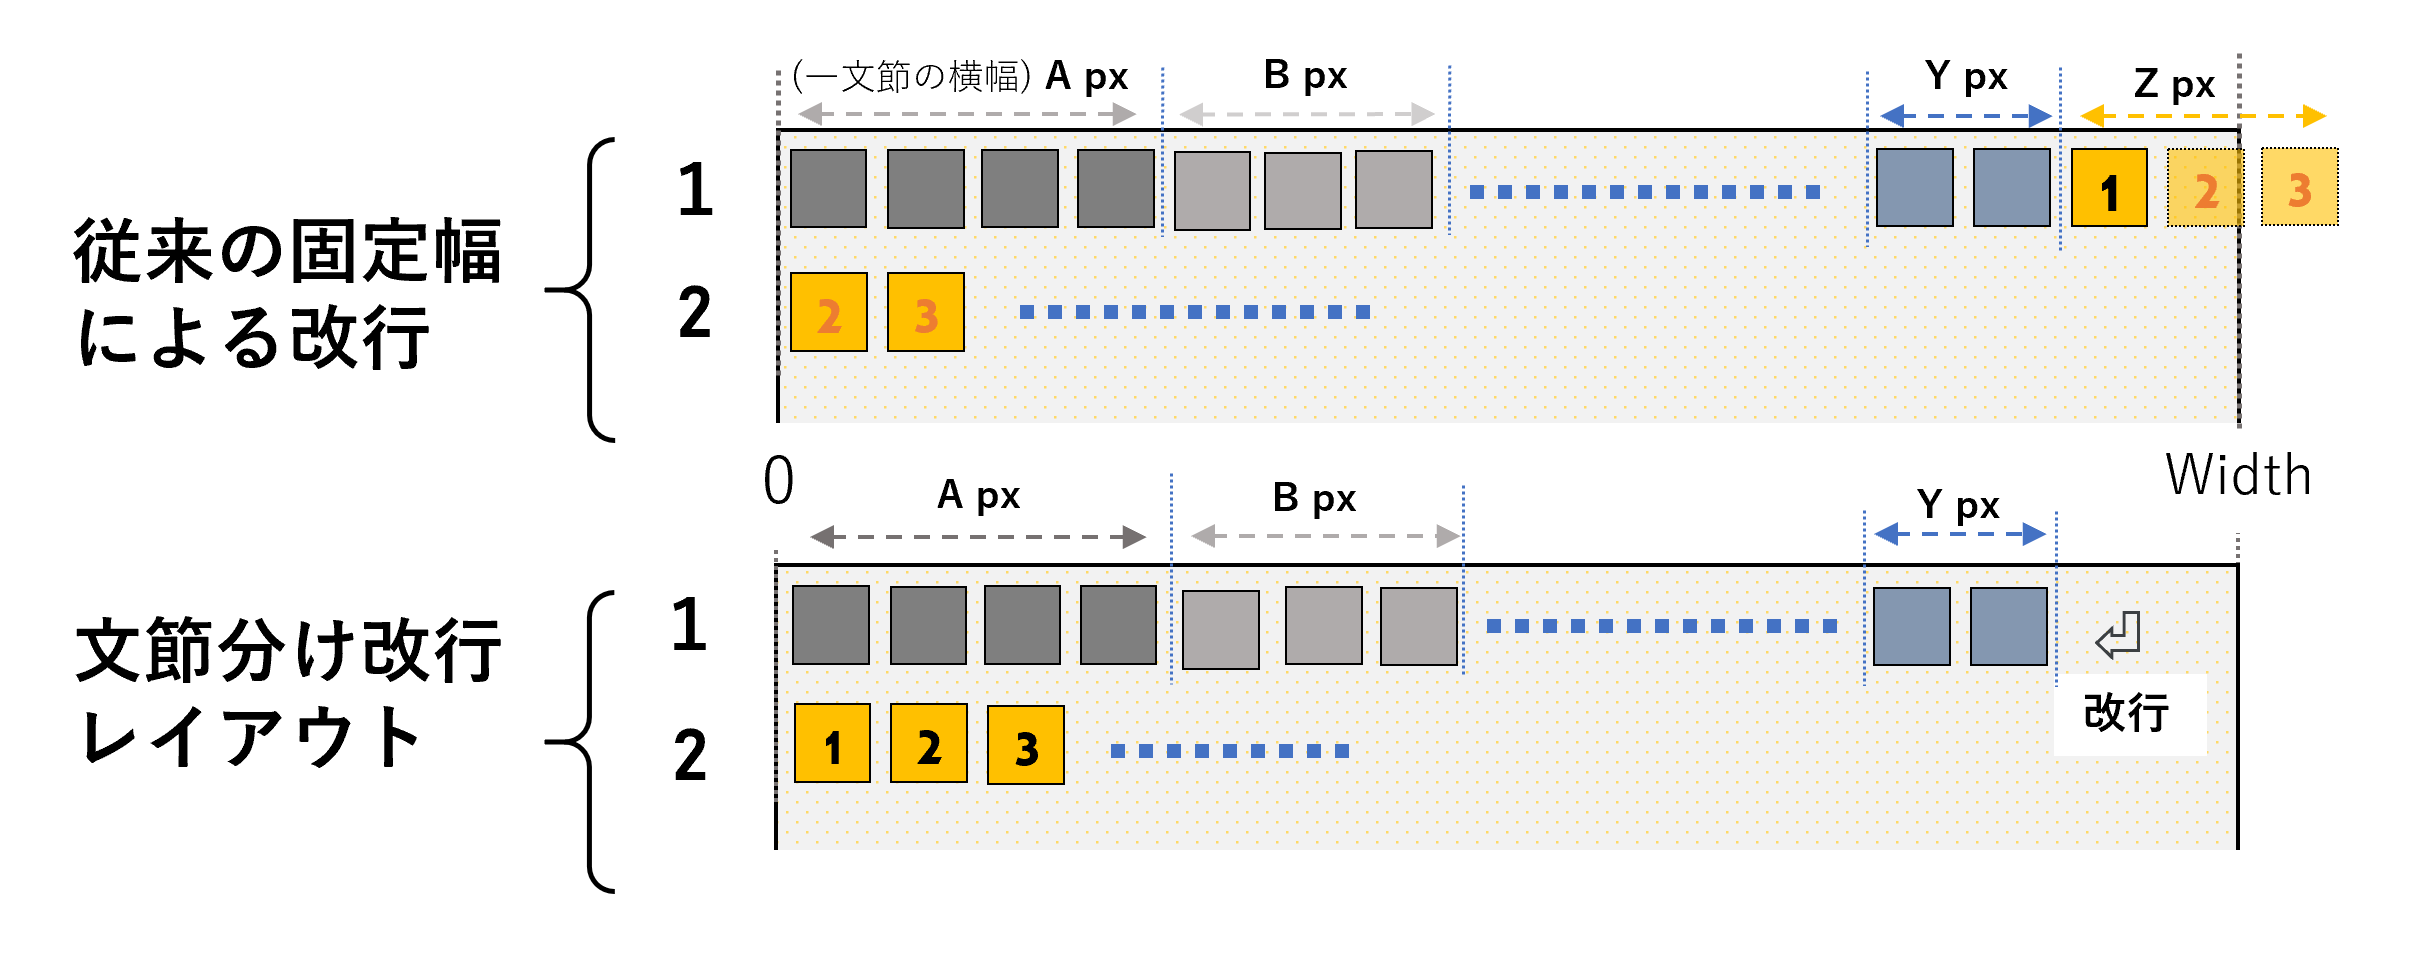 (一文節の横幅) A px
B px
Y px
Z px
従来の固定幅
による改行
1
1
2
3
2
2
3
0
Width
A px
B px
Y px
文節分け改行
レイアウト
1
改行
2
1
2
3